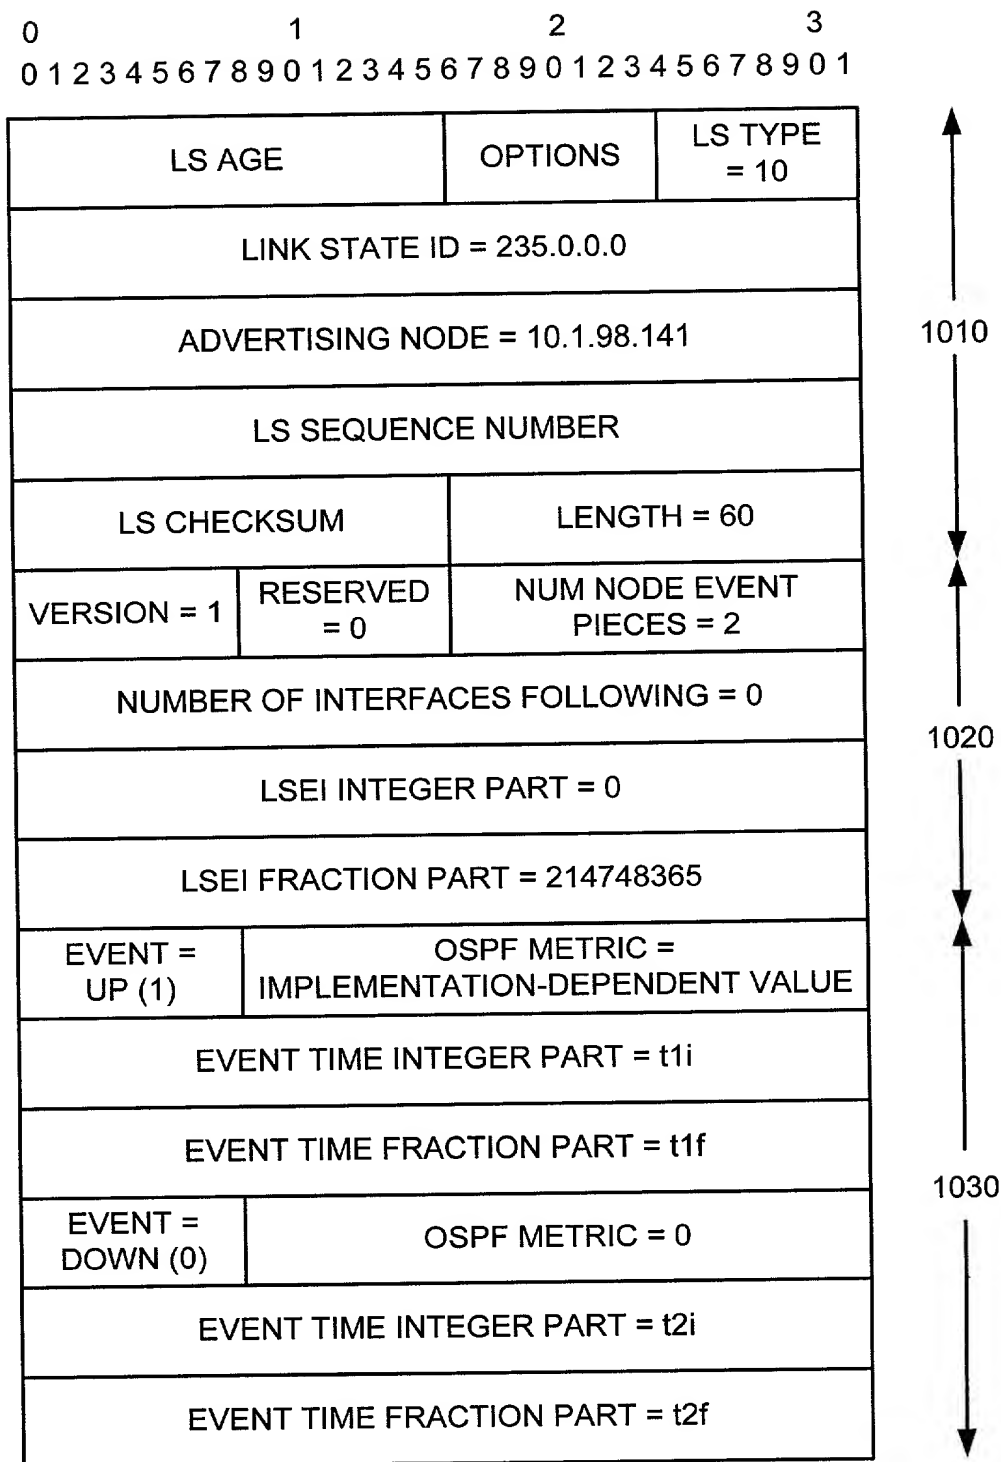 0 1 2 3
0 1 2 3 4 5 6 7 8 9 0 1 2 3 4 5 6 7 8 9 0 1 2 3 4 5 6 7 8 9 0 1
LS AGE
OPTIONS
LS TYPE
= 10
LINK STATE ID = 235.0.0.0
ADVERTISING NODE = 10.1.98.141
1010
LS SEQUENCE NUMBER
LS CHECKSUM
LENGTH = 60
VERSION = 1
RESERVED
= 0
NUM NODE EVENT
PIECES = 2
NUMBER OF INTERFACES FOLLOWING = 0
1020
LSEI INTEGER PART = 0
LSEI FRACTION PART = 214748365
EVENT =
UP (1)
OSPF METRIC =
IMPLEMENTATION-DEPENDENT VALUE
EVENT TIME INTEGER PART = t1i
EVENT TIME FRACTION PART = t1f
1030
EVENT =
DOWN (0)
OSPF METRIC = 0
EVENT TIME INTEGER PART = t2i
EVENT TIME FRACTION PART = t2f